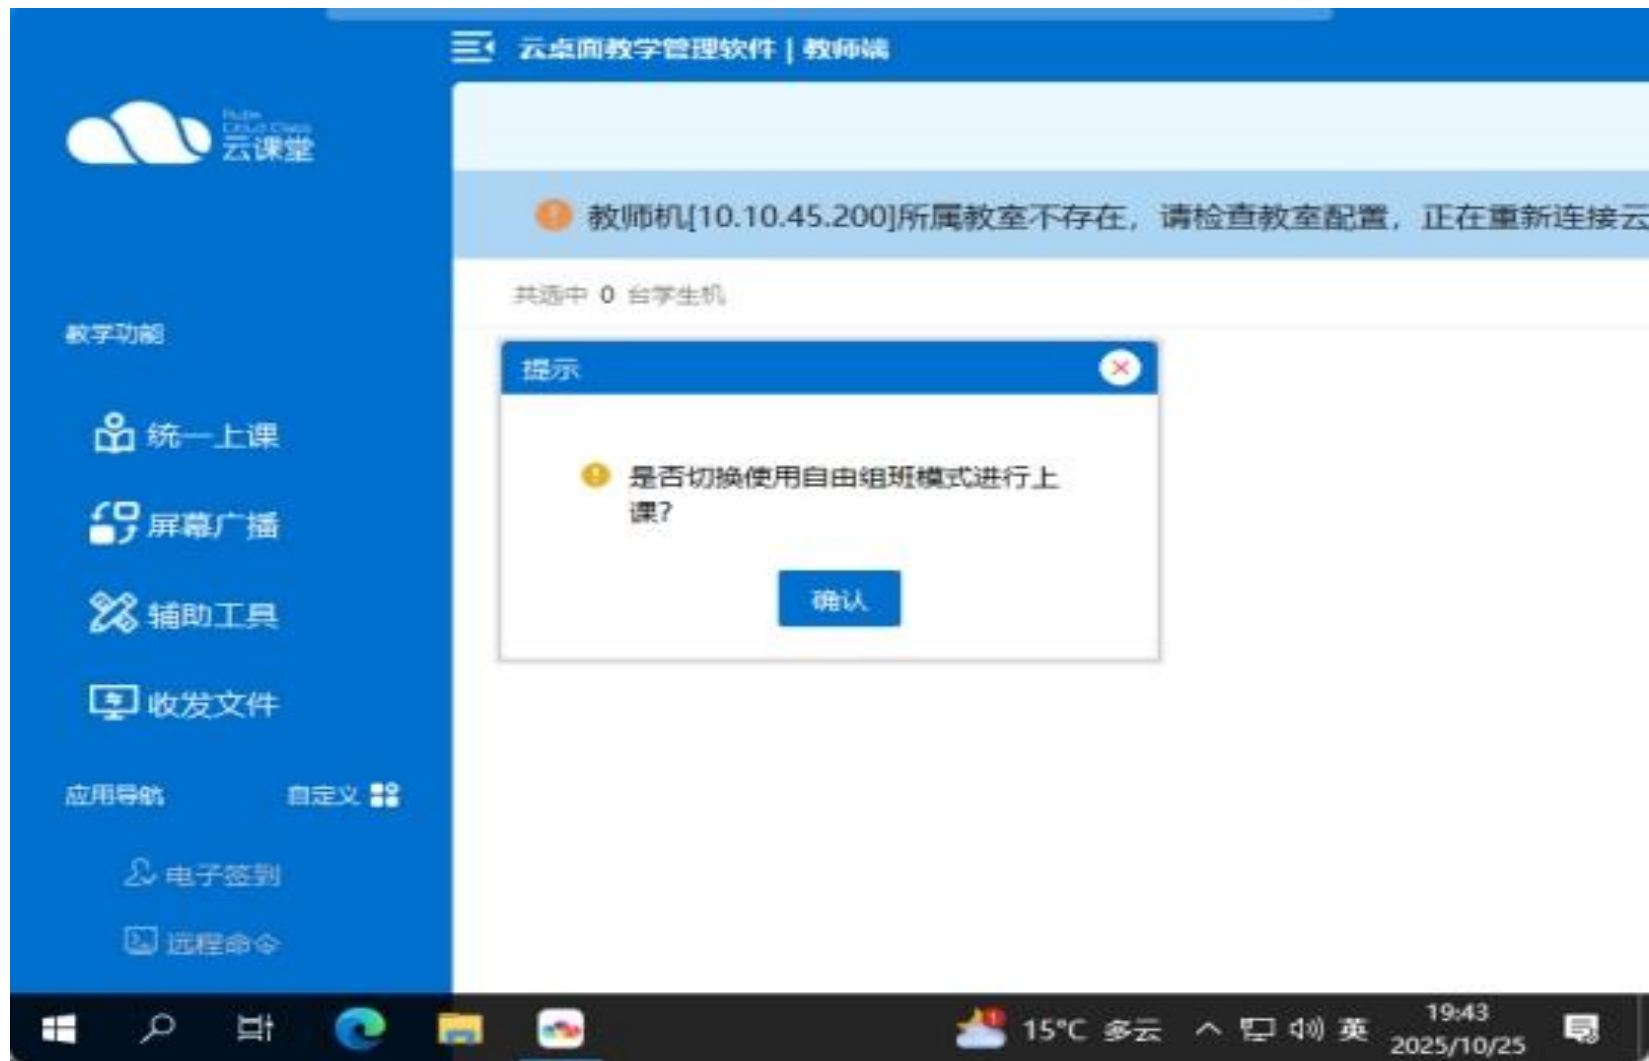 云桌面教学管理软件 | 教师端
云课堂
教师机[10.10.45.200]所属教室不存在，请检查教室配置，正在重新连接云
共选中 0 台学生机
教学功能
提示
统一上课
是否切换使用自由组班模式进行上
课?
屏幕广播
确认
辅助工具
收发文件
应用导航 自定义
电子签到
远程命令
15°C 多云 英 19:43
2025/10/25